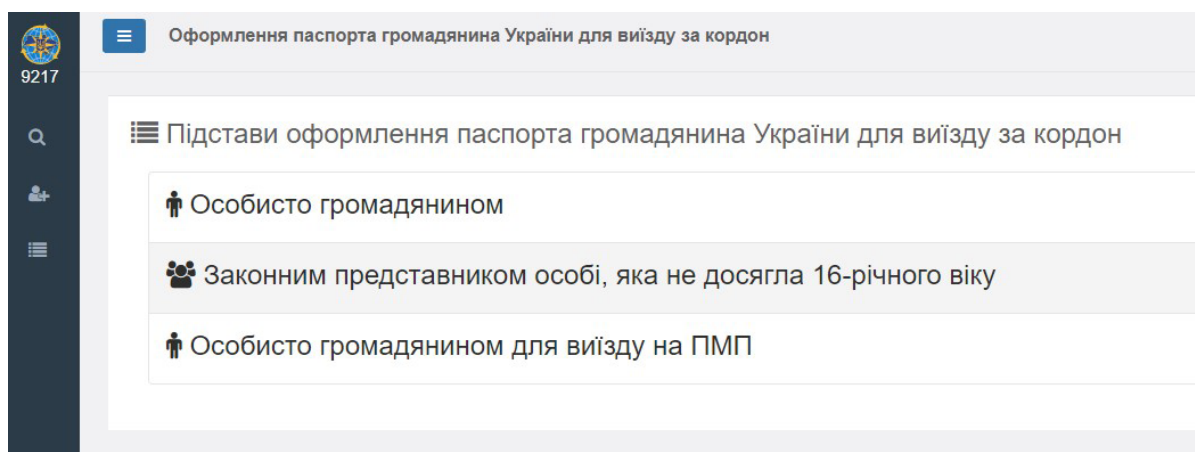 Оформлення паспорта громадянина України для виїзду за кордон
9217
Підстави оформлення паспорта громадянина України для виїзду за кордон
Особисто громадянином
Законним представником особі, яка не досягла 16-річного віку
Особисто громадянином для виїзду на ПМП